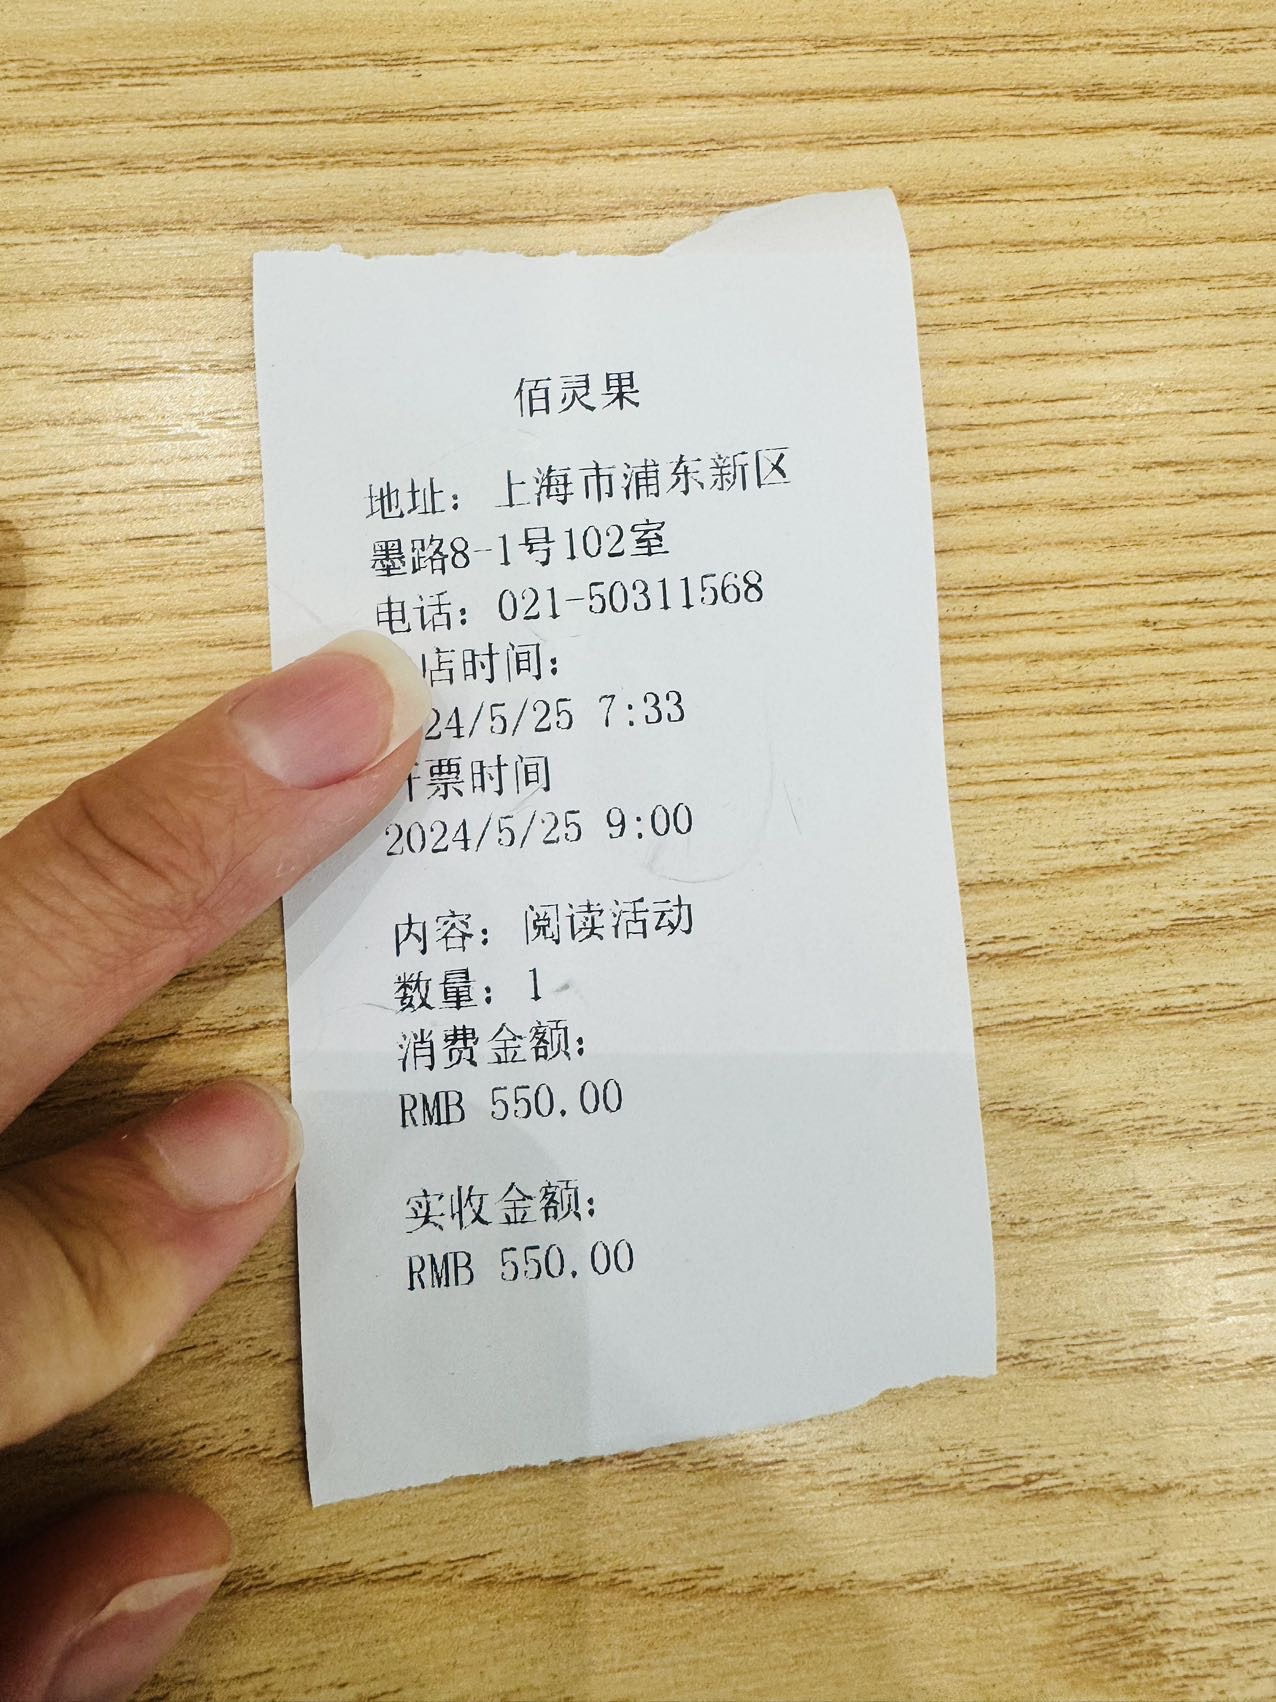 佰灵果
地址：上海市浦东新区
墨路8-1号102室
电话：021-50311568
店时间：
24/5/25 7:33
票时间
2024/5/25 9:00
内容：阅读活动
数量：1
消费金额：
RMB 550.00
实收金额：
RMB 550.00